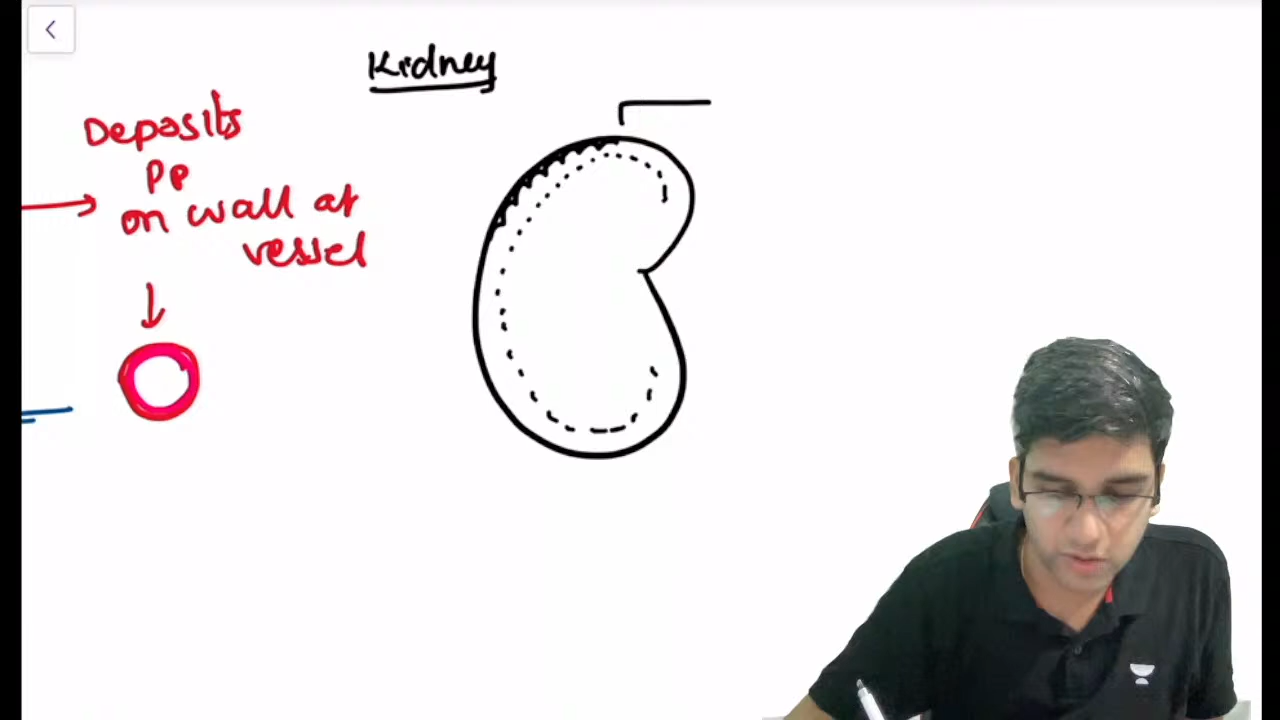 Kidney
Deposits
PP
on wall at
vessel